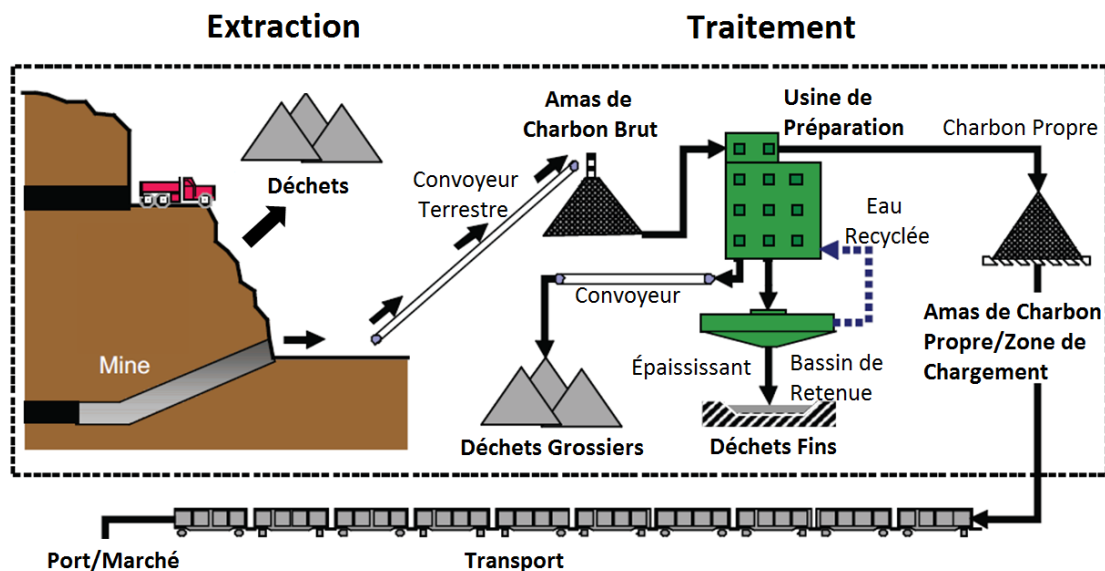 Extraction
Traitement
Amas de
Charbon Brut
Usine de
Préparation
Charbon Propre
Déchets
Convoyeur
Terrestre
Eau
Recyclée
Convoyeur
Mine
Amas de Charbon
Propre/Zone de
Chargement
Épaississant
Bassin de
Retenue
Déchets Grossiers
Déchets Fins
Port/Marché
Transport